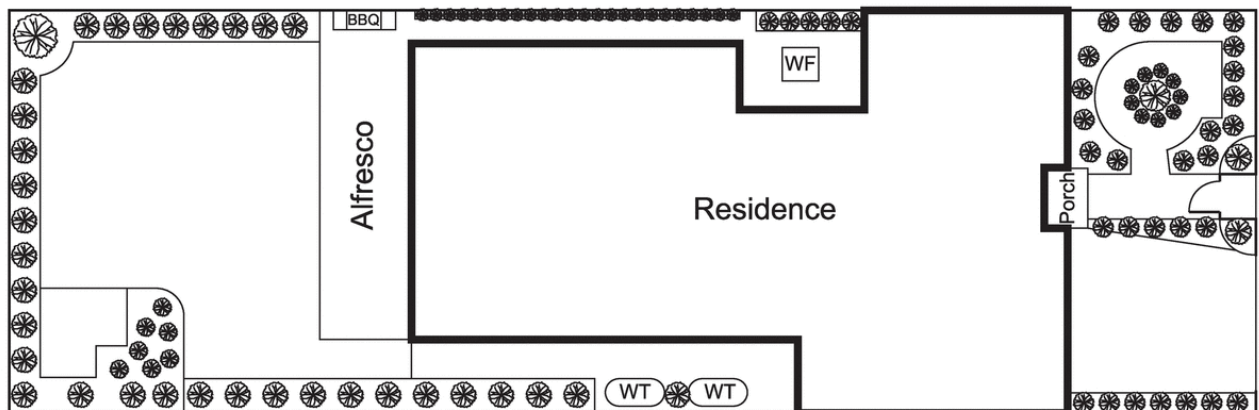 BBQ
WF
Alfresco
Residence
Porch
WT
WT